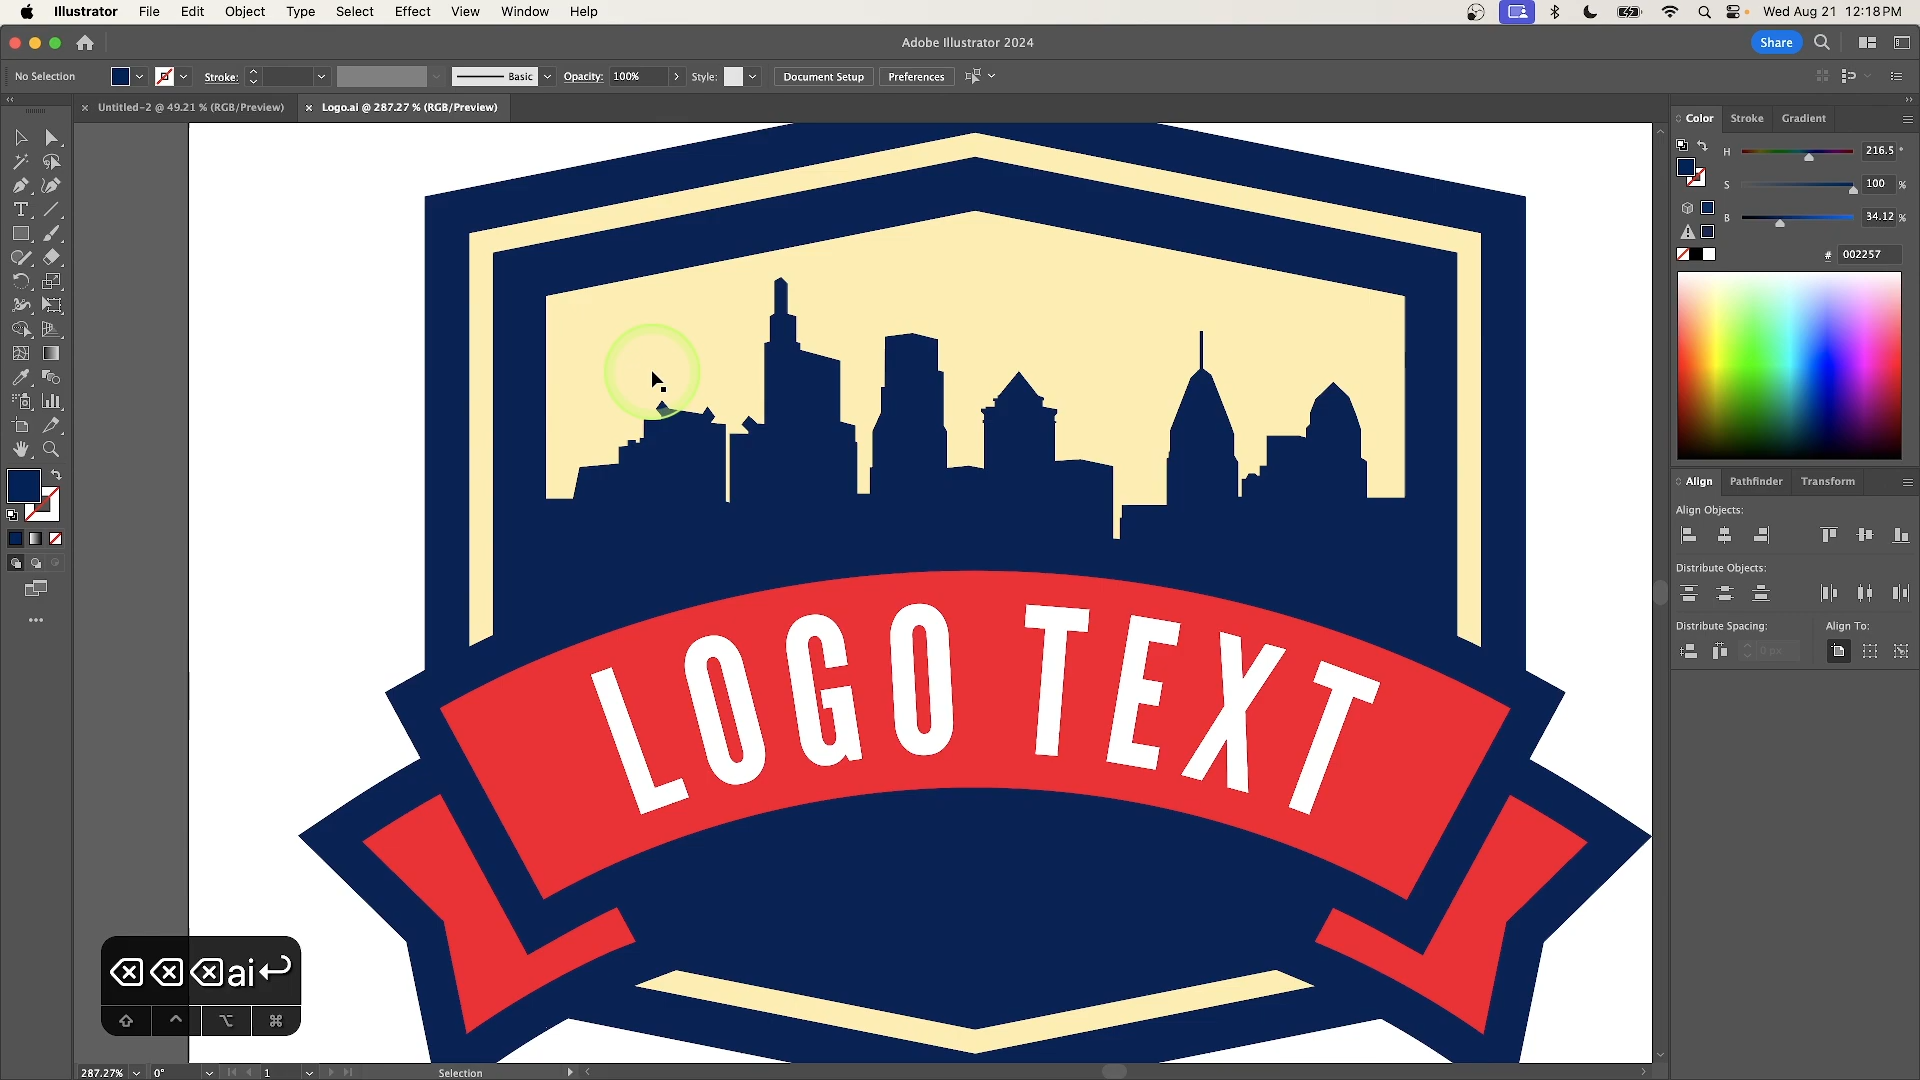 Illustrator File Edit Object Type Select Effect View Window Help Wed Aug 21 12:18 PM
Adobe Illustrator 2024 Share
No Selection Stroke: Basic Opacity: 100% Style: Document Setup Preferences
Untitled-2 @ 49.21 % (RGB/Preview) Logo.ai @ 287.27 % (RGB/Preview)
Color Stroke Gradient
H 216.5 °
S 100 %
B 34.12 %
# 002257
Align Pathfinder Transform
Align Objects:
Distribute Objects:
Distribute Spacing: Align To:
0 px
LOGO TEXT
ai
287.27% 0° 1 Selection